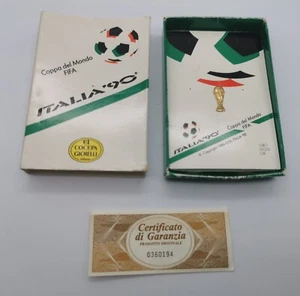 Coppa del Mondo
FIFA
ITALIA '90
COCEPA
GIOIELLI
Coppa del Mondo
FIFA
ITALIA '90
Certificato
di Garanzia
PRODOTTO ORIGINALE
0360194